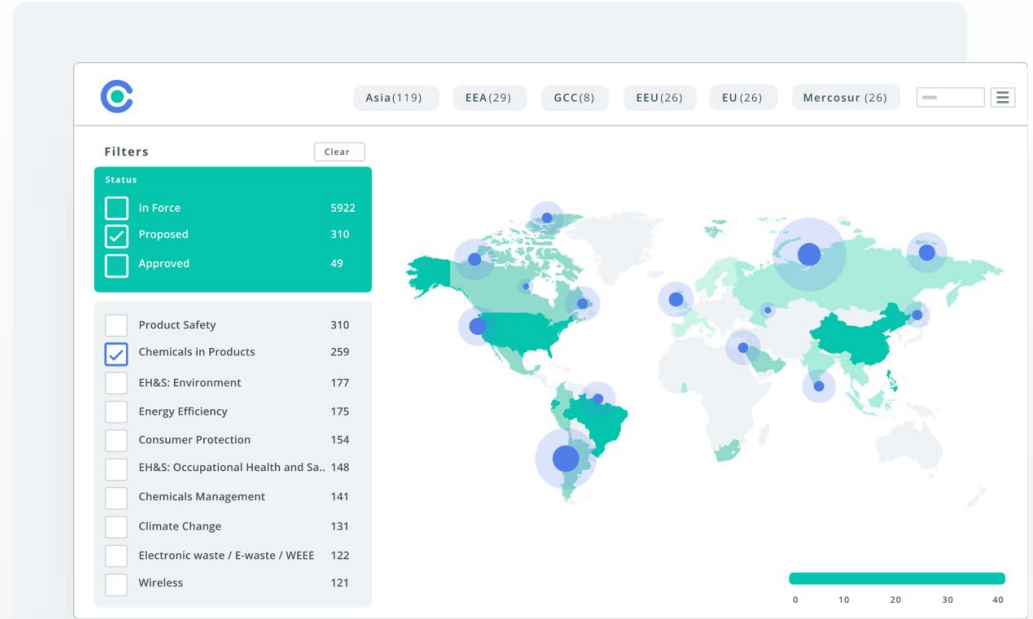 Asia(119) EEA(29) GCC(8) EEU(26) EU(26) Mercosur (26)
Filters Clear
Status
In Force 5922
Proposed 310
Approved 49
Product Safety 310
Chemicals in Products 259
EH&S: Environment 177
Energy Efficiency 175
Consumer Protection 154
EH&S: Occupational Health and Sa.. 148
Chemicals Management 141
Climate Change 131
Electronic waste / E-waste / WEEE 122
Wireless 121
0 10 20 30 40